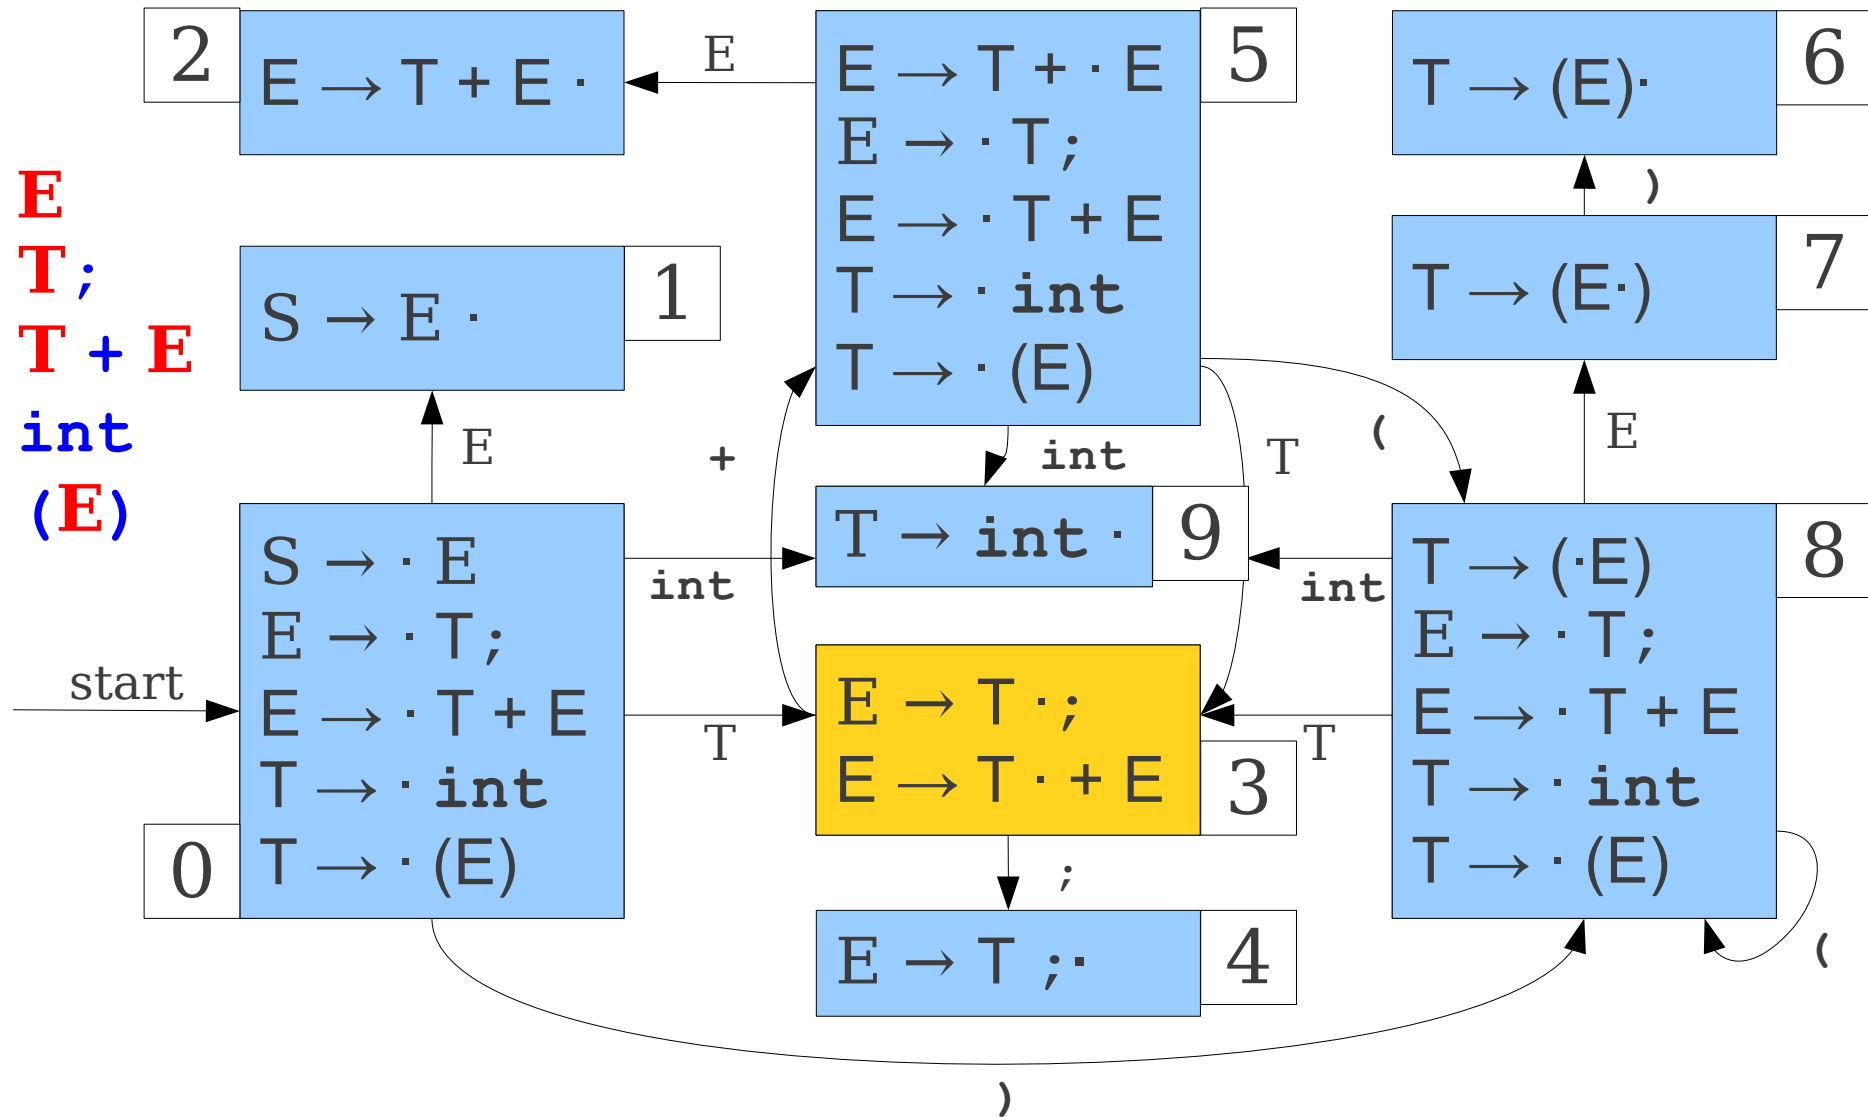 E
T ;
T + E
int
(E)
start
2
E → T + E ·
E
5
E → T + · E
E → · T ;
E → · T + E
T → · int
T → · (E)
6
T → (E)·
)
7
T → (E·)
1
S → E ·
E
+
int
T
(
E
0
S → · E
E → · T ;
E → · T + E
T → · int
T → · (E)
int
T
9
T → int ·
int
T
8
T → (·E)
E → · T ;
E → · T + E
T → · int
T → · (E)
(
3
E → T · ;
E → T · + E
;
4
E → T ;·
)